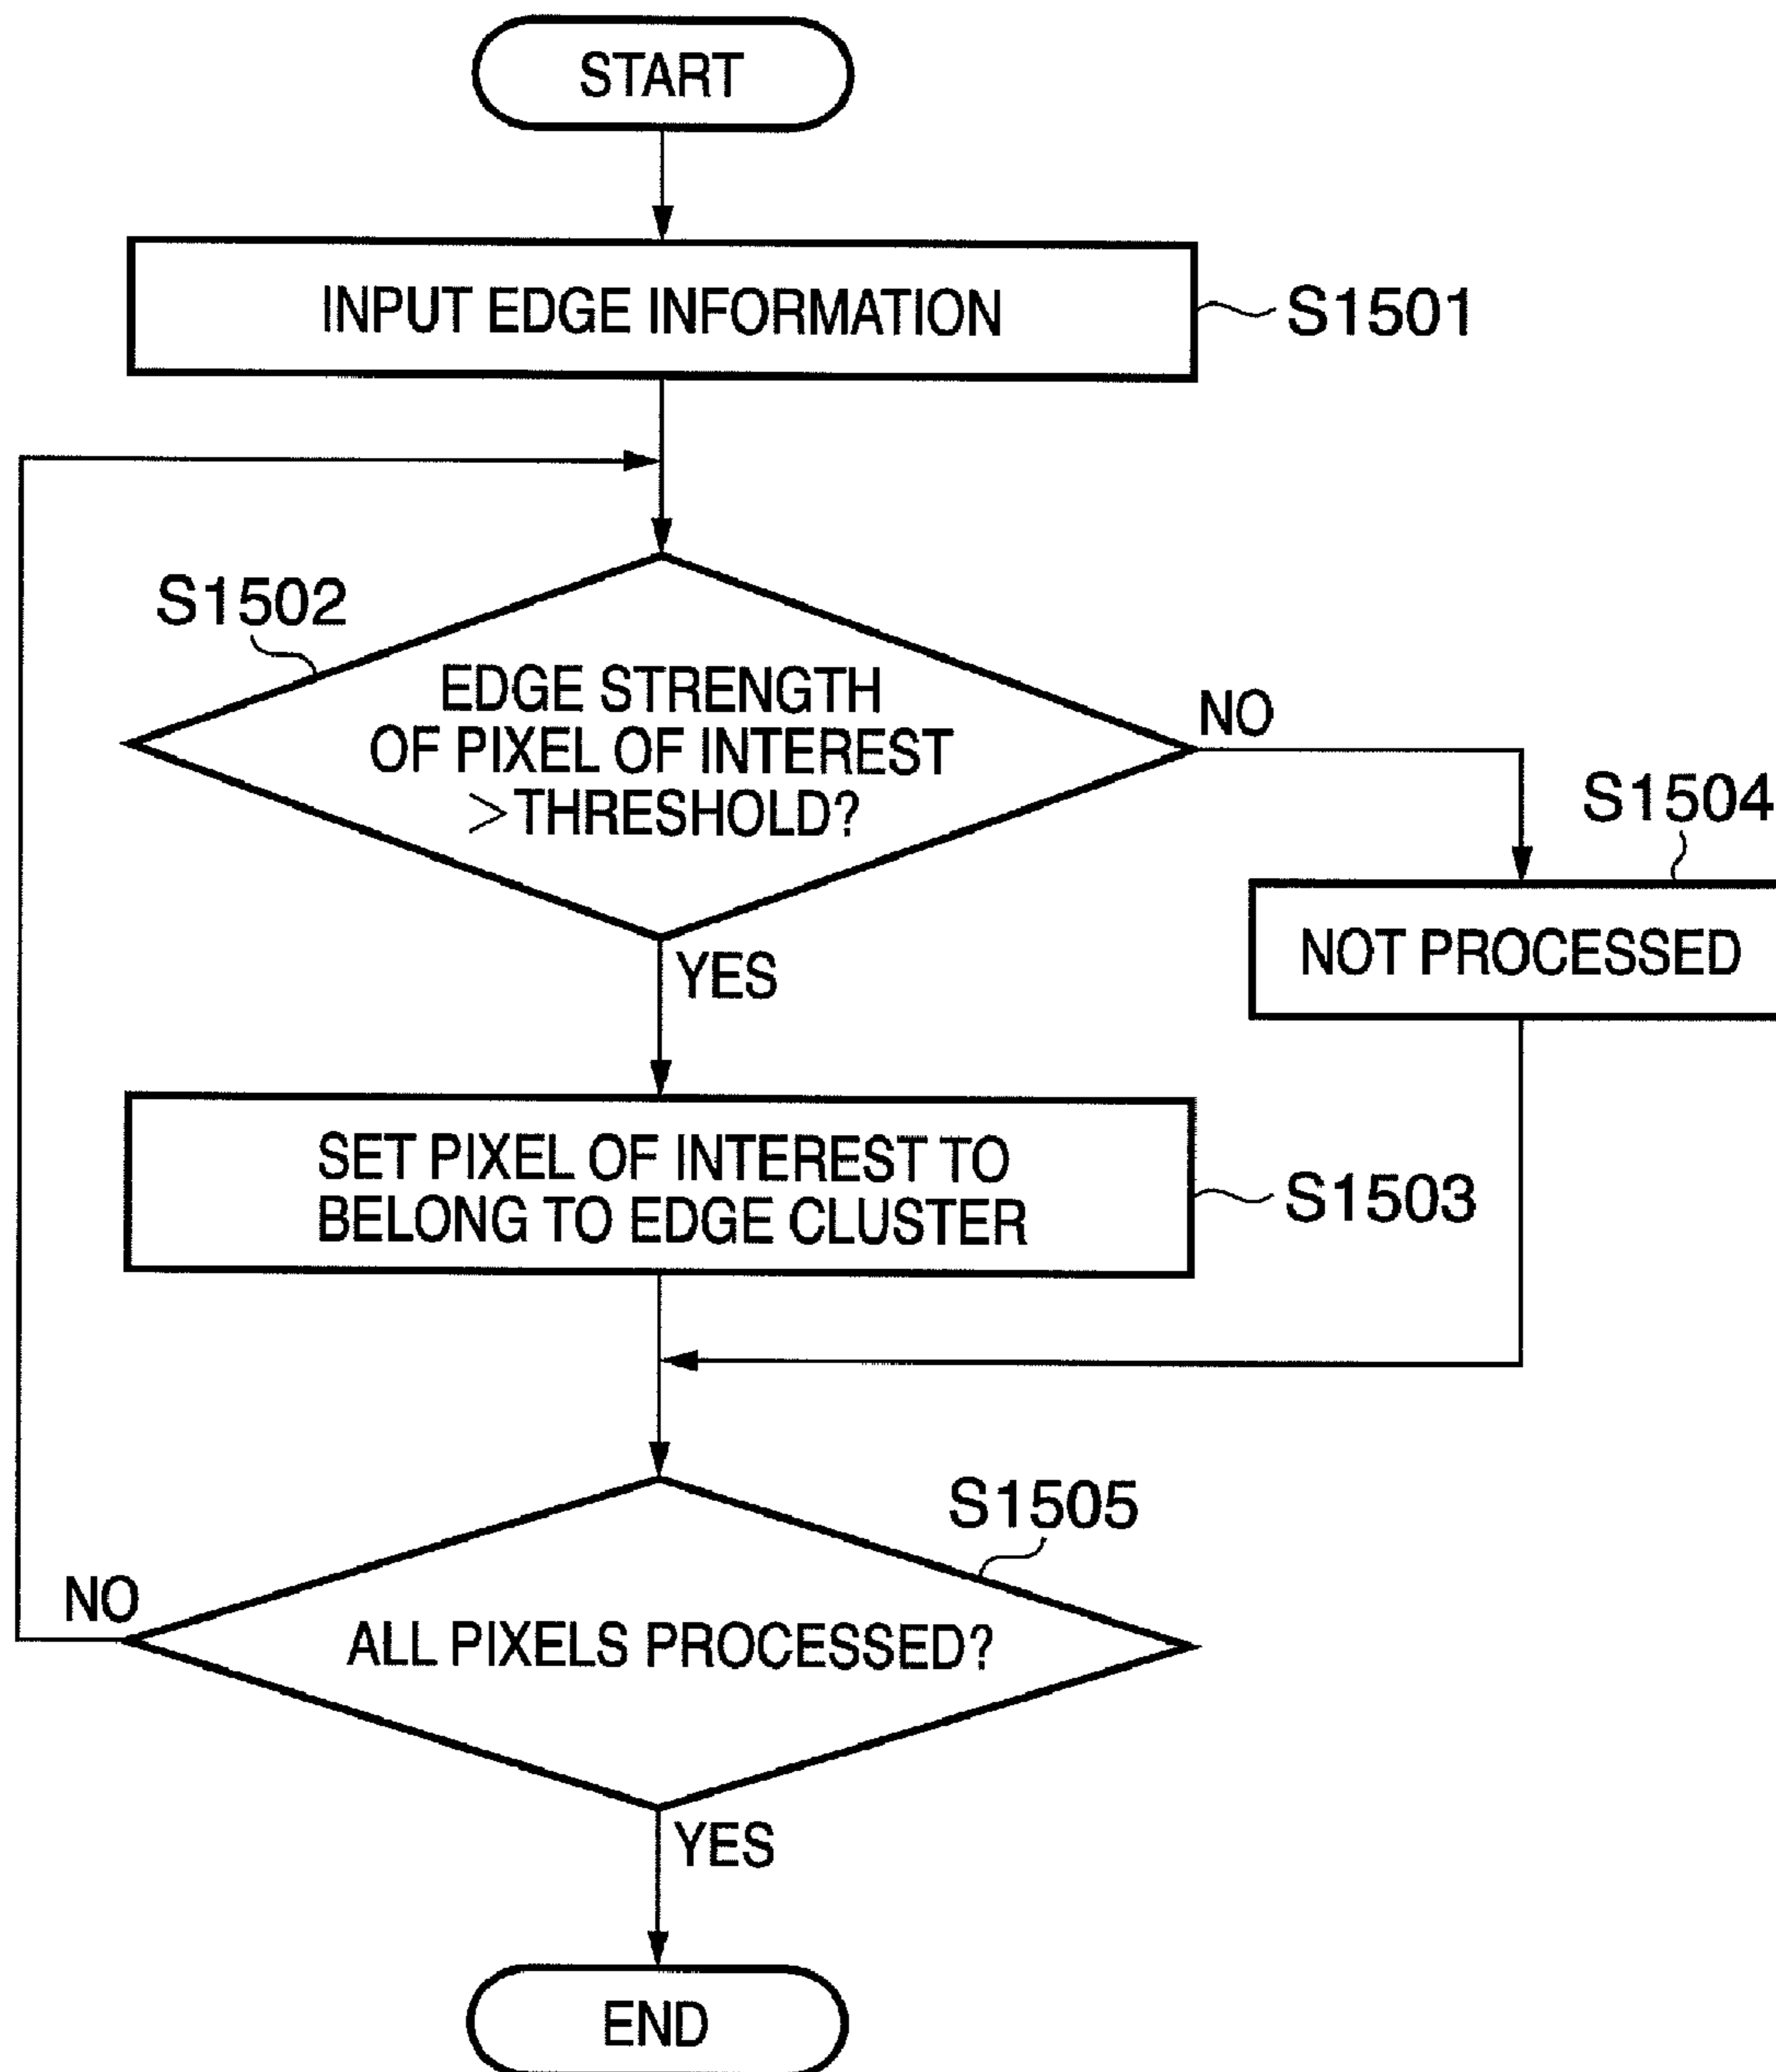 START
INPUT EDGE INFORMATION
S1501
S1502
EDGE STRENGTH
OF PIXEL OF INTEREST
>THRESHOLD?
NO
S1504
NOT PROCESSED
YES
SET PIXEL OF INTEREST TO
BELONG TO EDGE CLUSTER
S1503
S1505
NO
ALL PIXELS PROCESSED?
YES
END